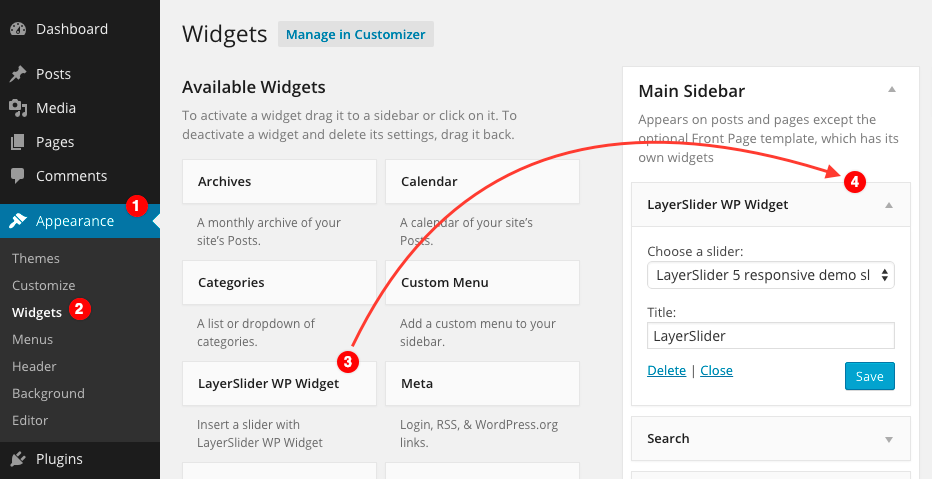 Dashboard
Posts
Media
Pages
Comments
Appearance
1
Themes
Customize
Widgets
2
Menus
Header
Background
Editor
Plugins
Widgets
Manage in Customizer
Available Widgets
To activate a widget drag it to a sidebar or click on it. To
deactivate a widget and delete its settings, drag it back.
Archives
A monthly archive of your
site's Posts.
Calendar
A calendar of your site's
Posts.
Categories
A list or dropdown of
categories.
Custom Menu
Add a custom menu to your
sidebar.
3
LayerSlider WP Widget
Insert a slider with
LayerSlider WP Widget
Meta
Login, RSS, & WordPress.org
links.
Main Sidebar
Appears on posts and pages except the
optional Front Page template, which has its
own widgets
4
LayerSlider WP Widget
Choose a slider:
LayerSlider 5 responsive demo sl
Title:
LayerSlider
Delete | Close
Save
Search